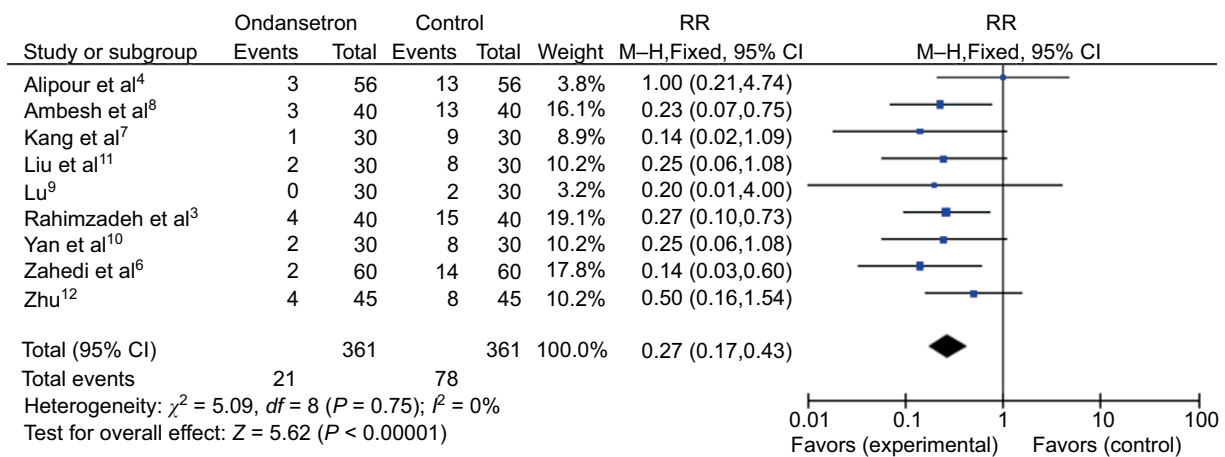 Ondansetron Control RR RR
Study or subgroup Events Total Events Total Weight M–H,Fixed, 95% CI M–H,Fixed, 95% CI
Alipour et al4 3 56 13 56 3.8% 1.00 (0.21,4.74)
Ambesh et al8 3 40 13 40 16.1% 0.23 (0.07,0.75)
Kang et al7 1 30 9 30 8.9% 0.14 (0.02,1.09)
Liu et al11 2 30 8 30 10.2% 0.25 (0.06,1.08)
Lu9 0 30 2 30 3.2% 0.20 (0.01,4.00)
Rahimzadeh et al3 4 40 15 40 19.1% 0.27 (0.10,0.73)
Yan et al10 2 30 8 30 10.2% 0.25 (0.06,1.08)
Zahedi et al6 2 60 14 60 17.8% 0.14 (0.03,0.60)
Zhu12 4 45 8 45 10.2% 0.50 (0.16,1.54)
Total (95% CI) 361 361 100.0% 0.27 (0.17,0.43)
Total events 21 78
Heterogeneity: χ2 = 5.09, df = 8 (P = 0.75); I2 = 0%
Test for overall effect: Z = 5.62 (P < 0.00001)
0.01 0.1 1 10 100
Favors (experimental) Favors (control)